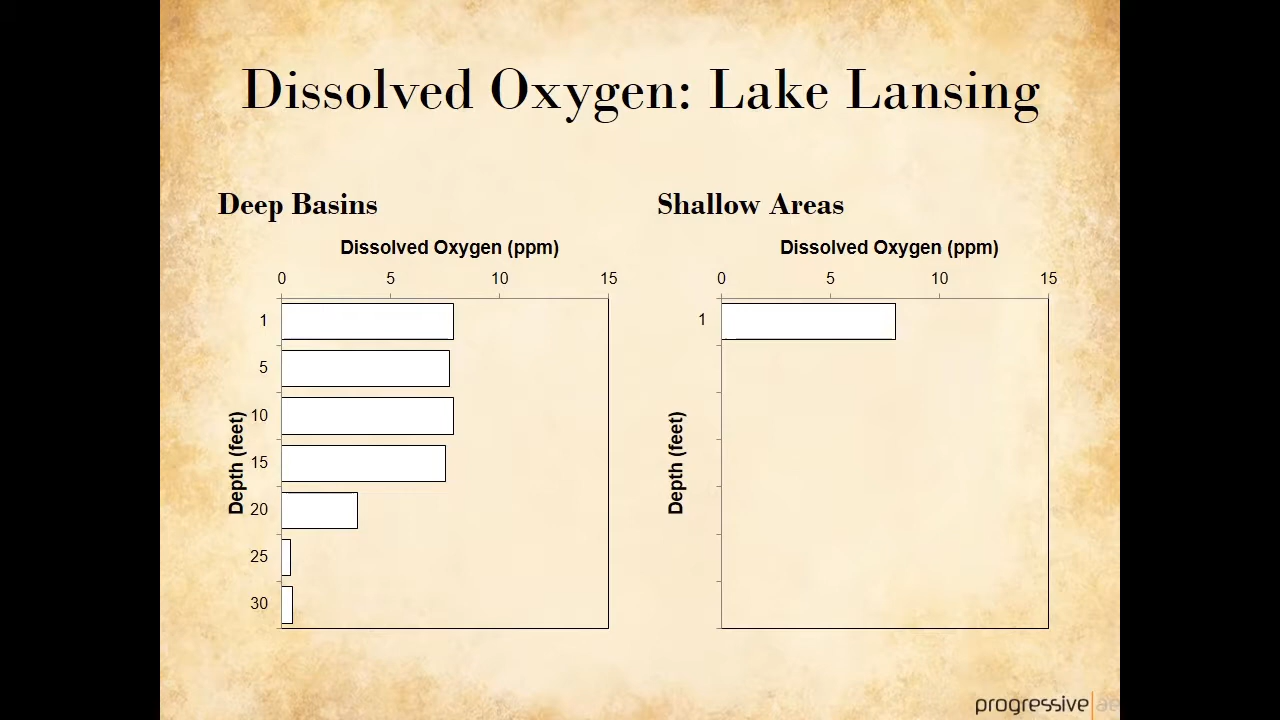 Dissolved Oxygen: Lake Lansing
Deep Basins
Dissolved Oxygen (ppm)
0 5 10 15
Depth (feet)
1
5
10
15
20
25
30
Shallow Areas
Dissolved Oxygen (ppm)
0 5 10 15
Depth (feet)
1
progressive|ae